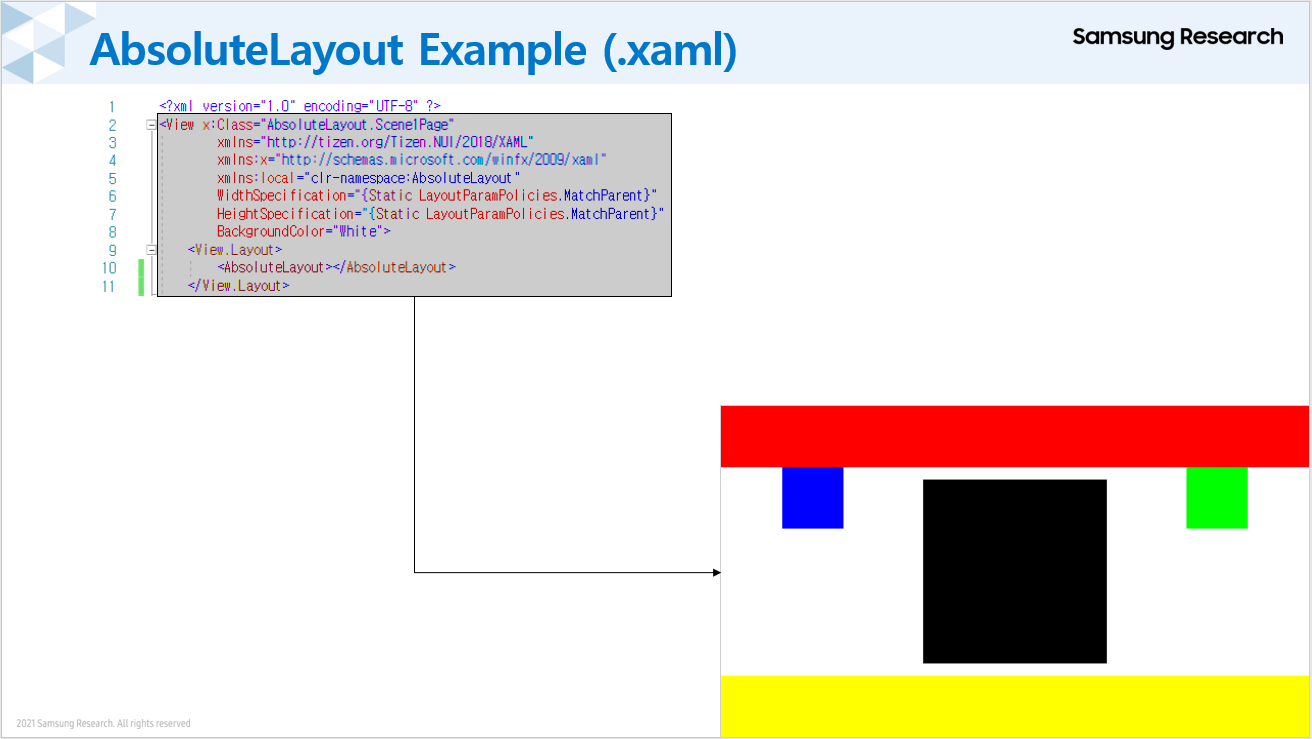 AbsoluteLayout Example (.xaml)
Samsung Research
1 <?xml version="1.0" encoding="UTF-8" ?>
2 <View x:Class="AbsoluteLayout.Scene1Page"
3 xmlns="http://tizen.org/Tizen.NUI/2018/XAML"
4 xmlns:x="http://schemas.microsoft.com/winfx/2009/xaml"
5 xmlns:local="clr-namespace:AbsoluteLayout"
6 WidthSpecification="{Static LayoutParamPolicies.MatchParent}"
7 HeightSpecification="{Static LayoutParamPolicies.MatchParent}"
8 BackgroundColor="White">
9 <View.Layout>
10 <AbsoluteLayout></AbsoluteLayout>
11 </View.Layout>
2021 Samsung Research. All rights reserved